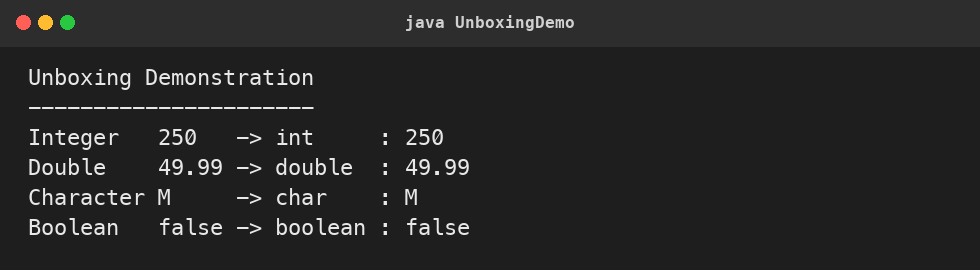 java UnboxingDemo
Unboxing Demonstration
----------------------
Integer   250   -> int     : 250
Double    49.99 -> double  : 49.99
Character M     -> char    : M
Boolean   false -> boolean : false